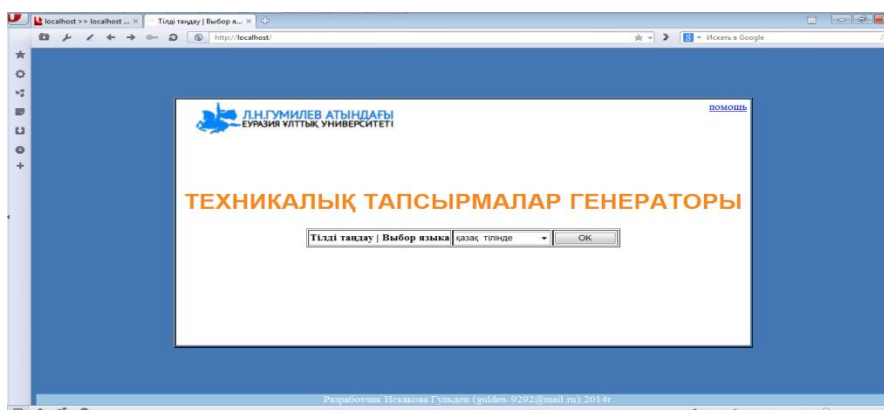 localhost >> localhost ...
Тілді таңдау | Выбор я...
http://localhost/
Искать в Google
помощь
Л.Н.ГУМИЛЕВ АТЫНДАҒЫ
ЕУРАЗИЯ ҰЛТТЫҚ УНИВЕРСИТЕТІ
ТЕХНИКАЛЫҚ ТАПСЫРМАЛАР ГЕНЕРАТОРЫ
Тілді таңдау | Выбор языка қазақ тілінде OK
Разработчик Искакова Гульден (gulden-9292@mail.ru) 2014г.